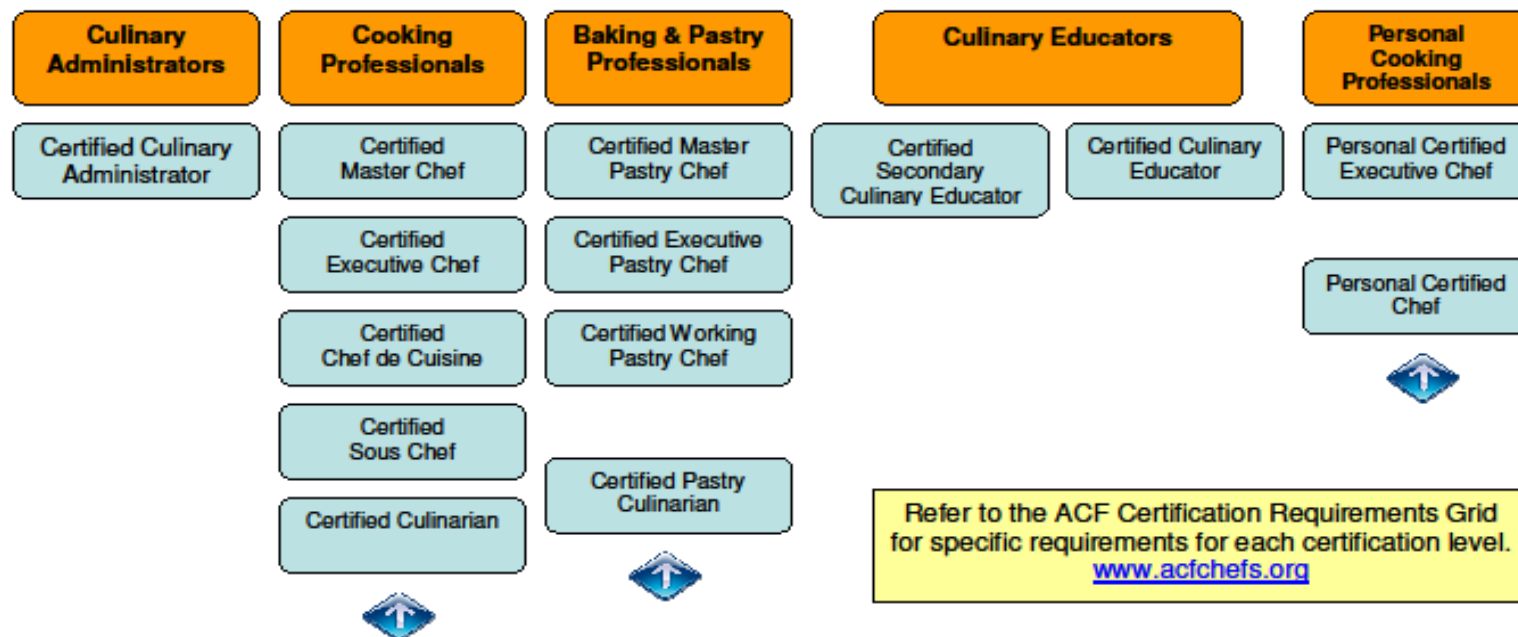 Culinary
Administrators
Cooking
Professionals
Baking & Pastry
Professionals
Culinary Educators
Personal
Cooking
Professionals
Certified Culinary
Administrator
Certified
Master Chef
Certified Master
Pastry Chef
Certified
Secondary
Culinary Educator
Certified Culinary
Educator
Personal Certified
Executive Chef
Certified
Executive Chef
Certified Executive
Pastry Chef
Personal Certified
Chef
Certified
Chef de Cuisine
Certified Working
Pastry Chef
Certified
Sous Chef
Certified Pastry
Culinarian
Certified Culinarian
Refer to the ACF Certification Requirements Grid
for specific requirements for each certification level.
www.acfchefs.org